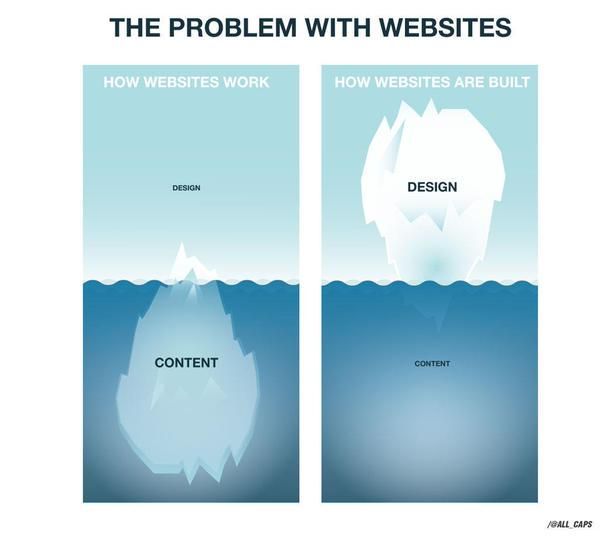 THE PROBLEM WITH WEBSITES
HOW WEBSITES WORK
DESIGN
CONTENT
HOW WEBSITES ARE BUILT
DESIGN
CONTENT
/@ALL_CAPS